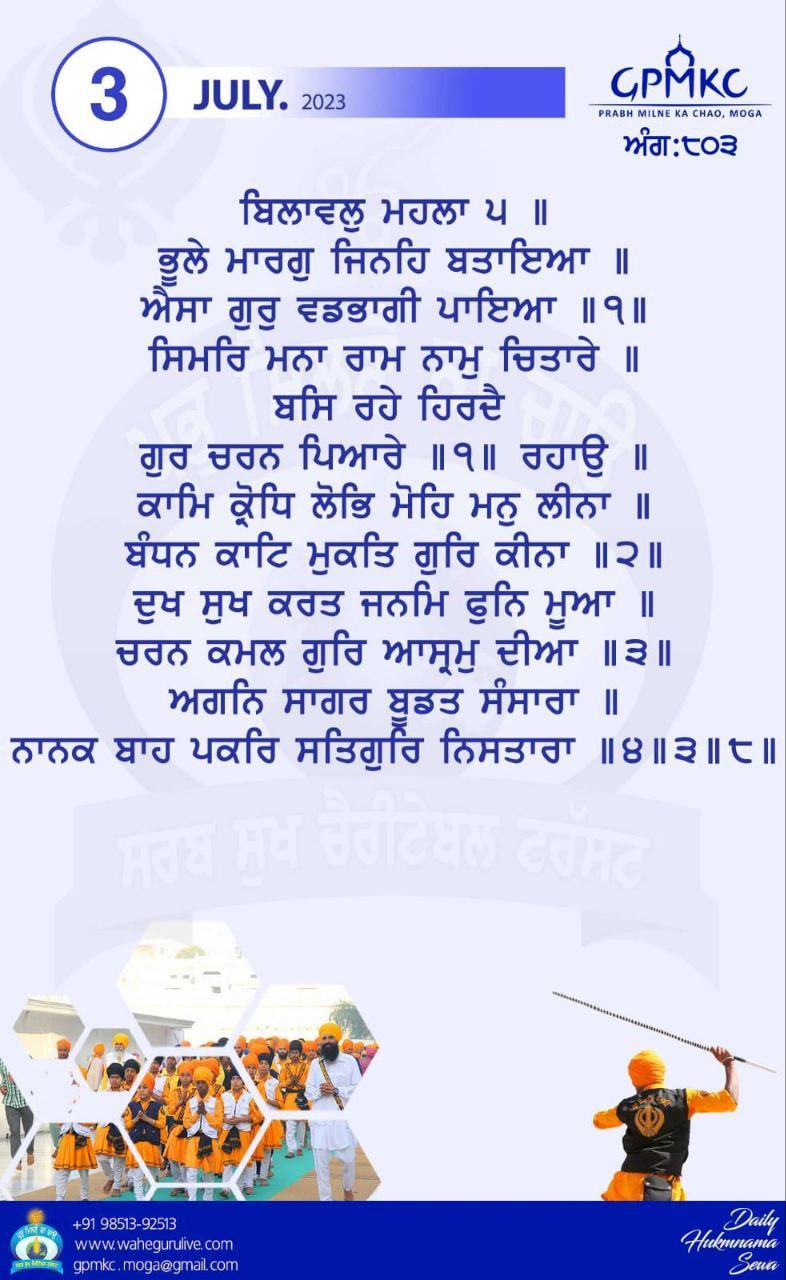 3
JULY. 2023
GPMKC
PRABH MILNE KA CHAO, MOGA
ਅੰਗ:੮੦੩
ਬਿਲਾਵਲੁ ਮਹਲਾ ੫ ॥
ਭੂਲੇ ਮਾਰਗੁ ਜਿਨਹਿ ਬਤਾਇਆ ॥
ਐਸਾ ਗੁਰੁ ਵਡਭਾਗੀ ਪਾਇਆ ॥੧॥
ਸਿਮਰਿ ਮਨਾ ਰਾਮ ਨਾਮੁ ਚਿਤਾਰੇ ॥
ਬਸਿ ਰਹੇ ਹਿਰਦੈ
ਗੁਰ ਚਰਨ ਪਿਆਰੇ ॥੧॥ ਰਹਾਉ ॥
ਕਾਮਿ ਕ੍ਰੋਧਿ ਲੋਭਿ ਮੋਹਿ ਮਨੁ ਲੀਨਾ ॥
ਬੰਧਨ ਕਾਟਿ ਮੁਕਤਿ ਗੁਰਿ ਕੀਨਾ ॥੨॥
ਦੁਖ ਸੁਖ ਕਰਤ ਜਨਮਿ ਫੁਨਿ ਮੂਆ ॥
ਚਰਨ ਕਮਲ ਗੁਰਿ ਆਸ੍ਰਮੁ ਦੀਆ ॥੩॥
ਅਗਨਿ ਸਾਗਰ ਬੂਡਤ ਸੰਸਾਰਾ ॥
ਨਾਨਕ ਬਾਹ ਪਕਰਿ ਸਤਿਗੁਰਿ ਨਿਸਤਾਰਾ ॥੪॥੩॥੮॥
ਪ੍ਰਭ ਮਿਲਣੇ ਕਾ ਚਾਉ
ਸਰਬ ਸੁਖ ਚੈਰੀਟੇਬਲ ਟਰੱਸਟ
+91 98513-92513
www.wahegurulive.com
gpmkc.moga@gmail.com
Daily
Hukmnama
Sewa